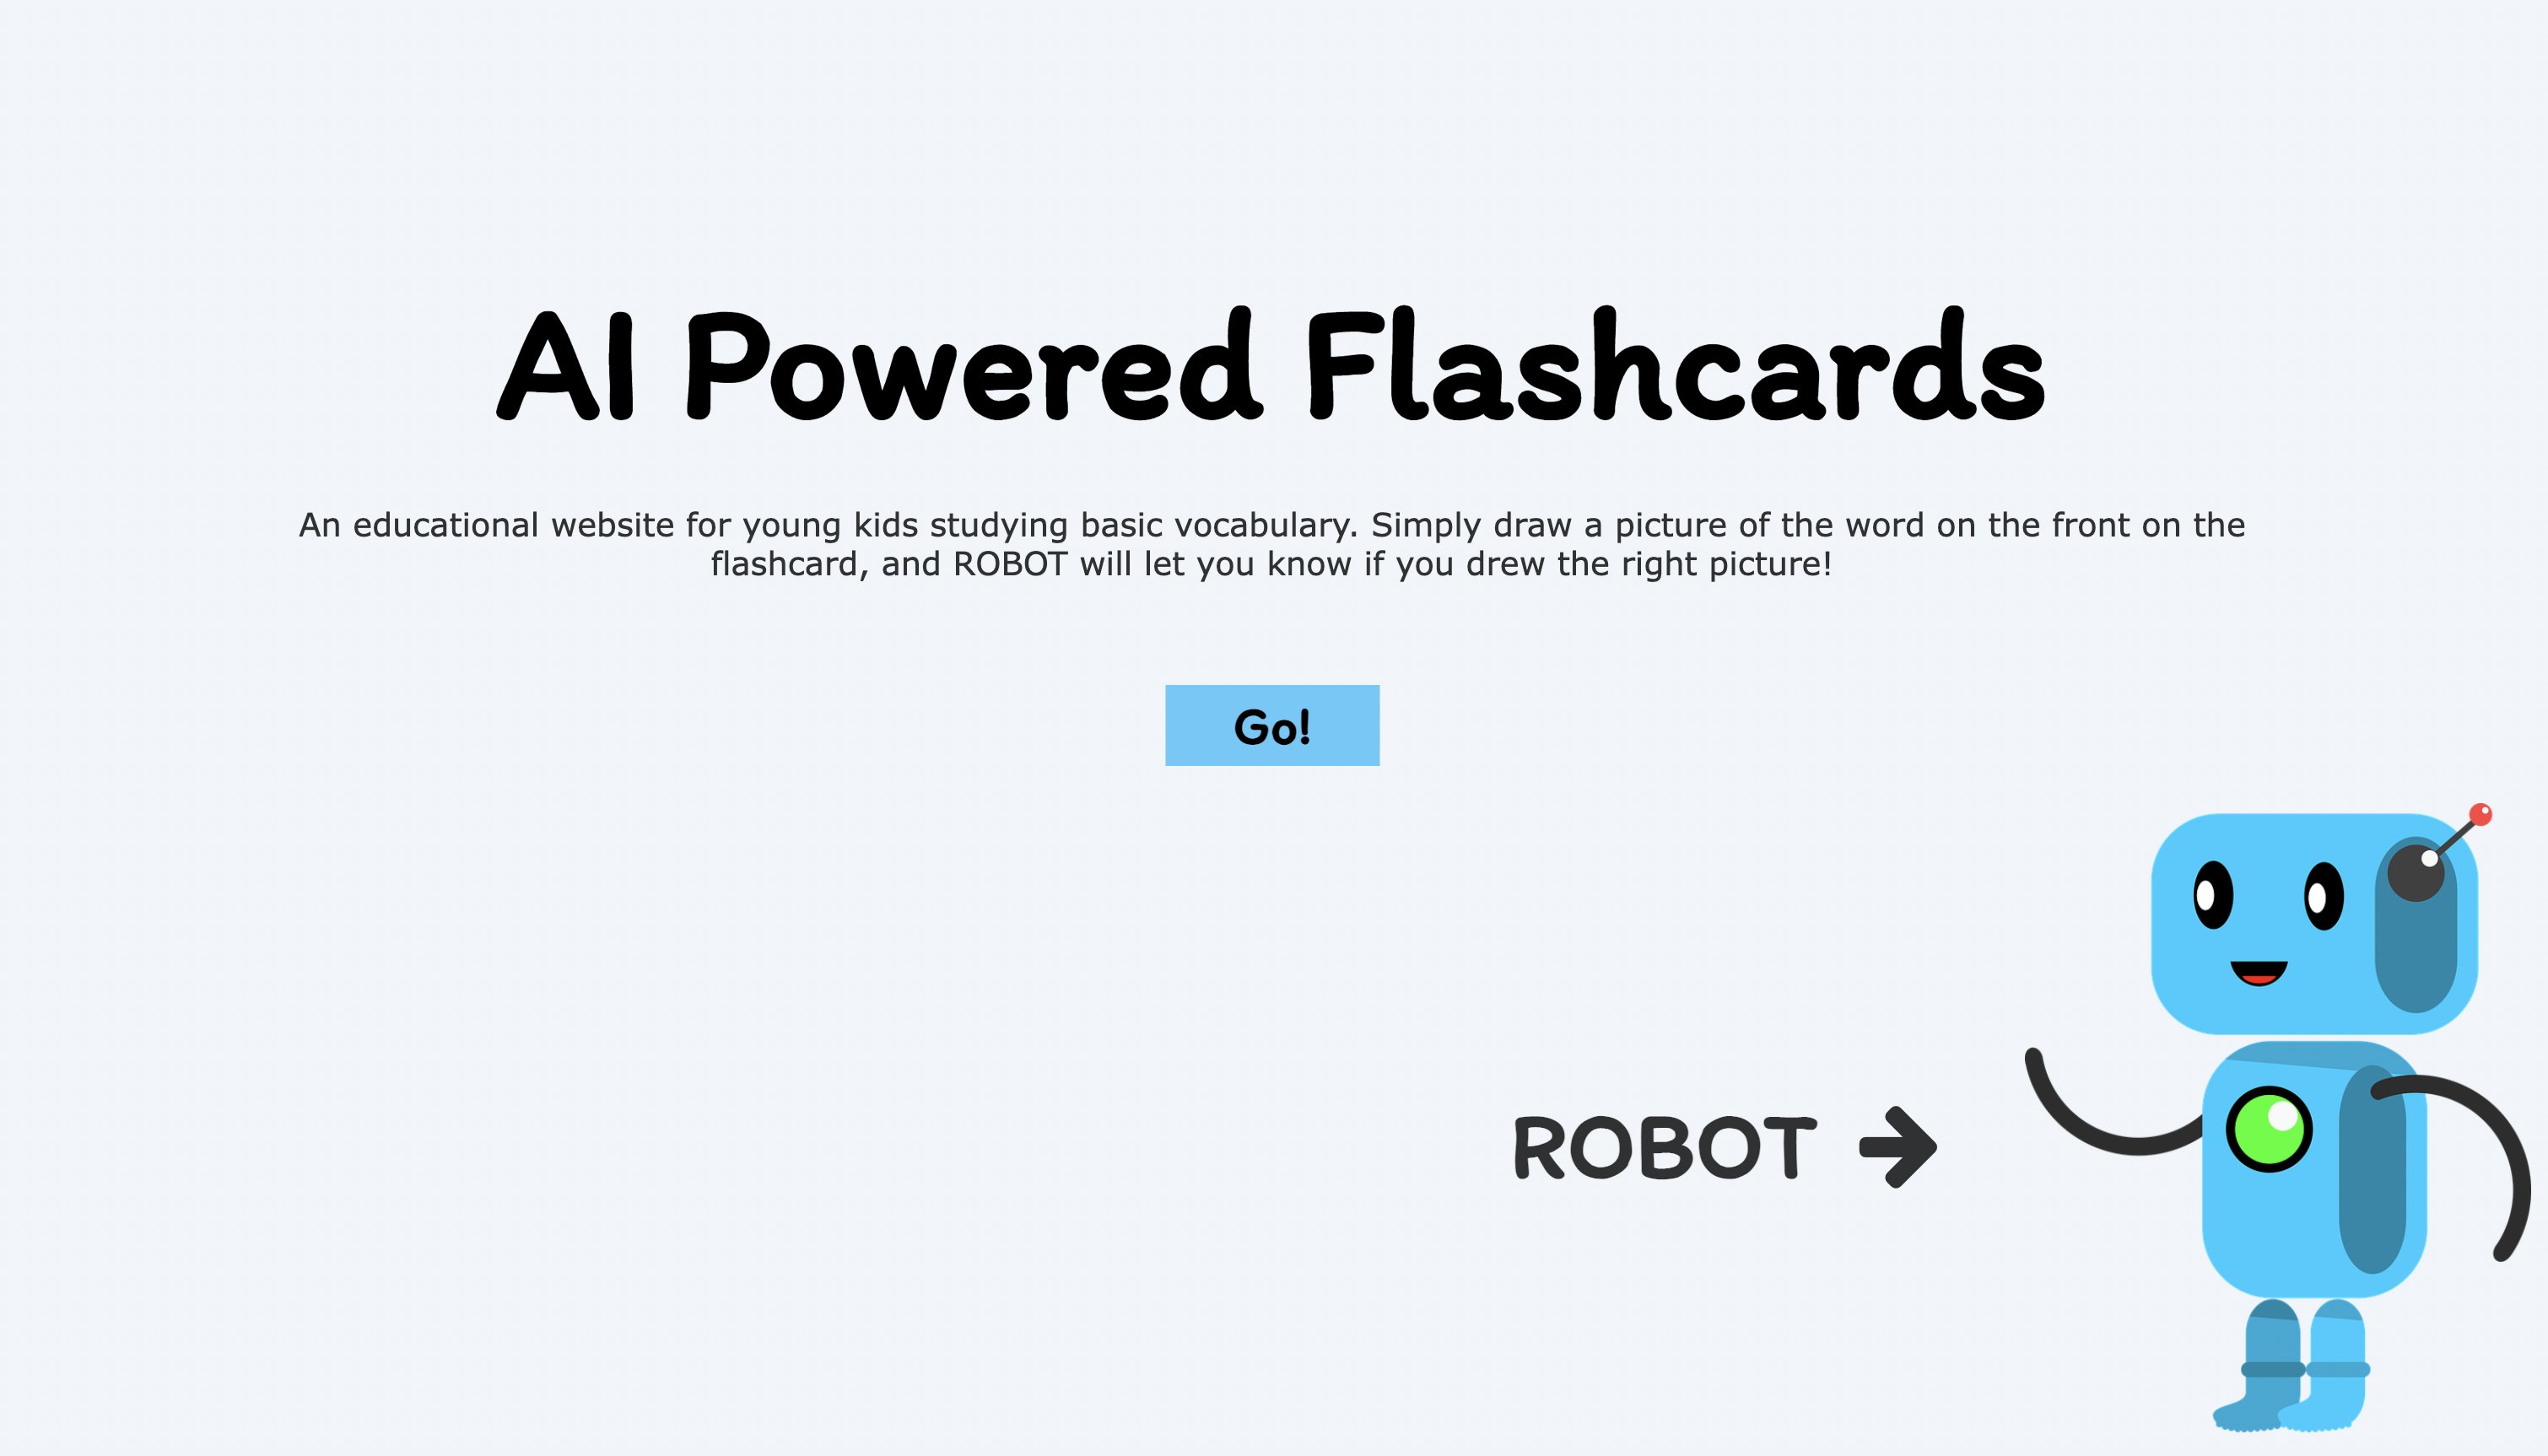 AI Powered Flashcards
An educational website for young kids studying basic vocabulary. Simply draw a picture of the word on the front on the
flashcard, and ROBOT will let you know if you drew the right picture!
Go!
ROBOT